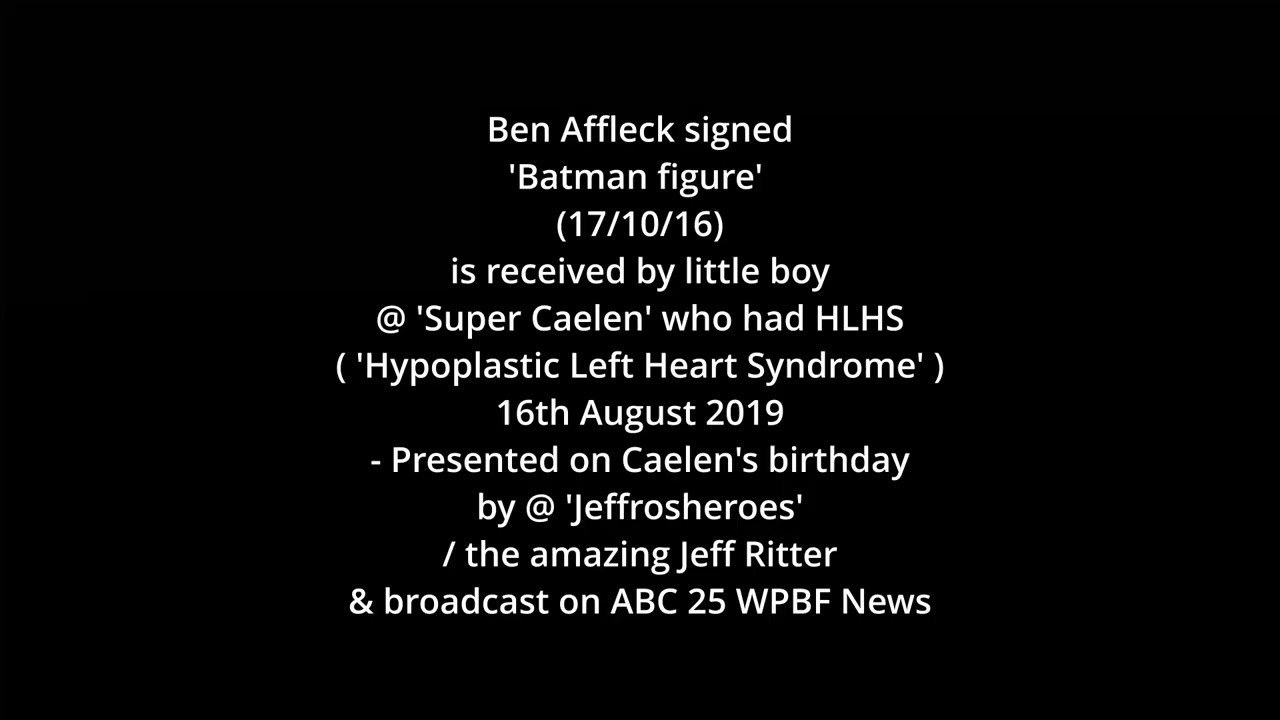 Ben Affleck signed
'Batman figure'
(17/10/16)
is received by little boy
@ 'Super Caelen' who had HLHS
( 'Hypoplastic Left Heart Syndrome' )
16th August 2019
- Presented on Caelen's birthday
by @ 'Jeffrosheroes'
/ the amazing Jeff Ritter
& broadcast on ABC 25 WPBF News